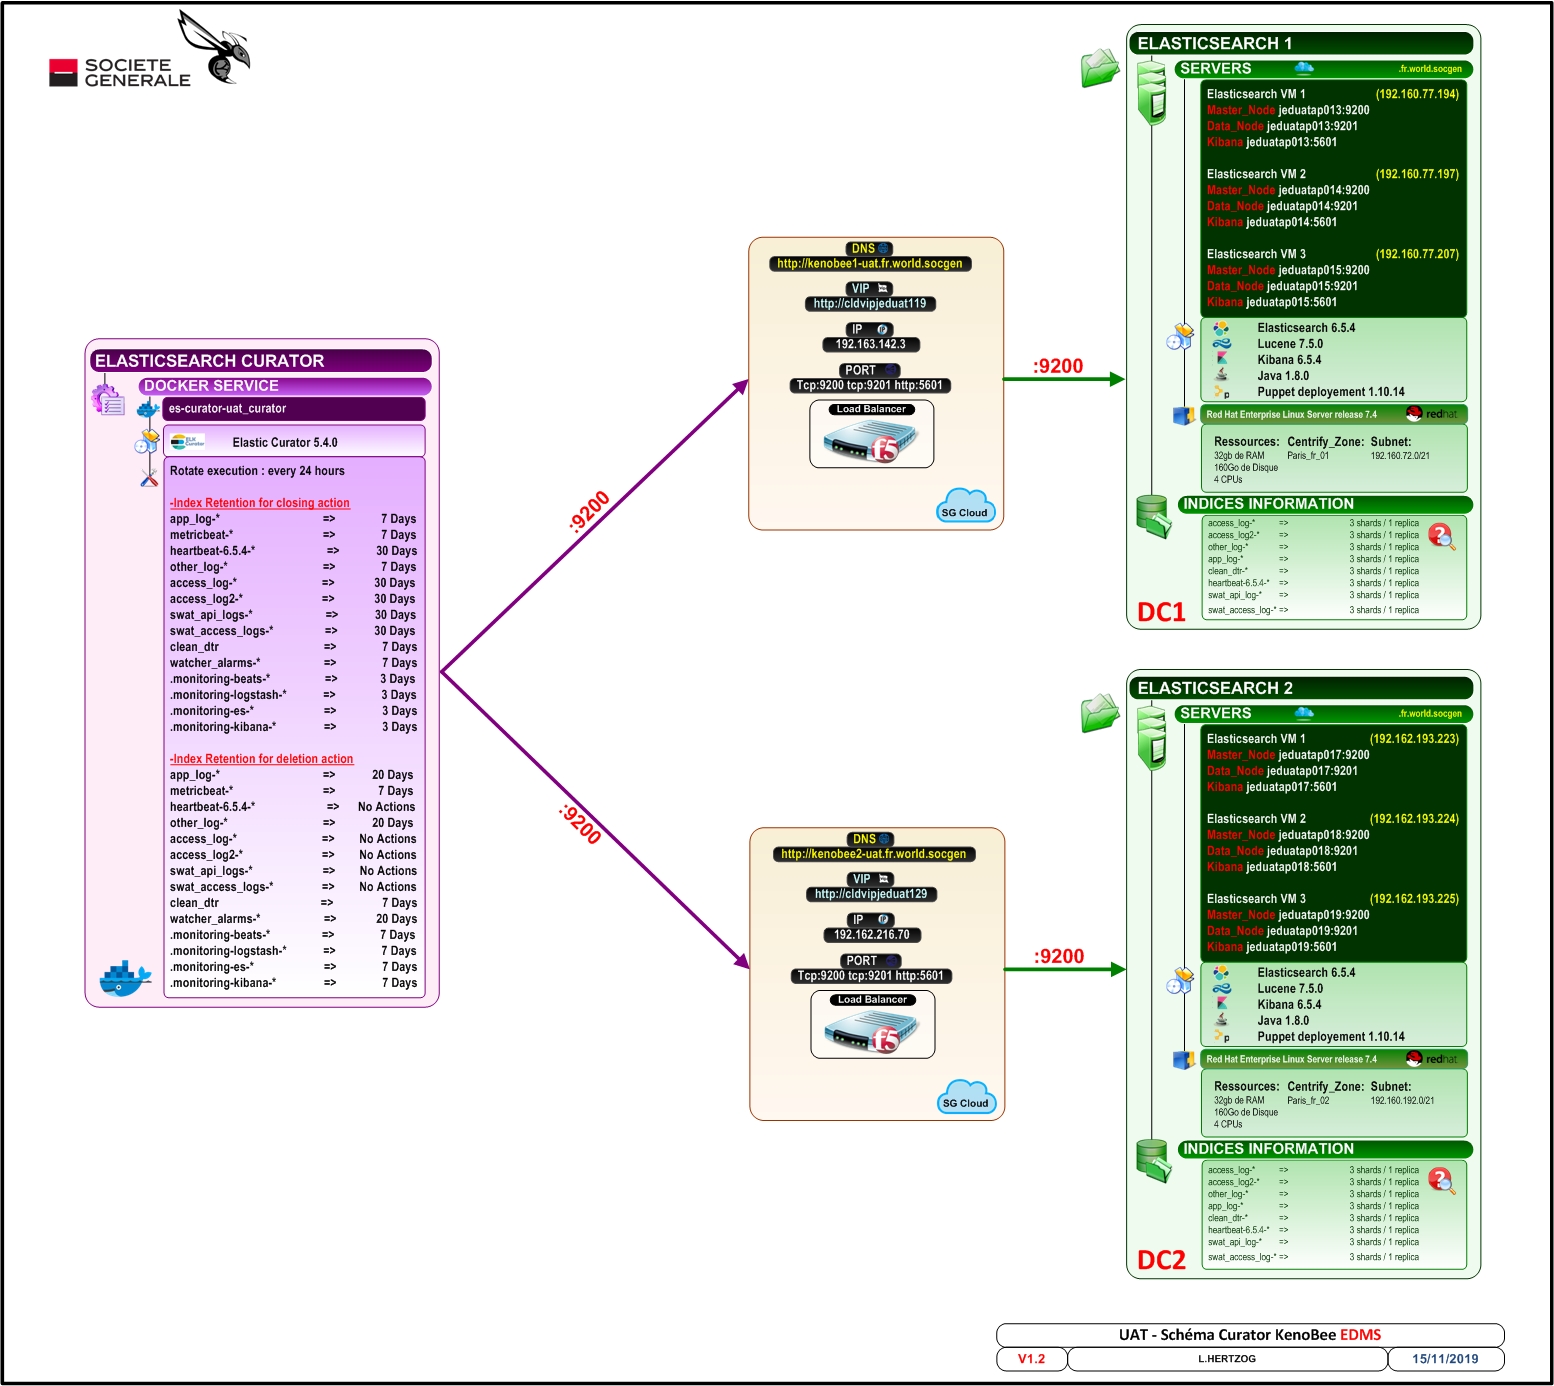 SOCIETE
GENERALE
ELASTICSEARCH CURATOR
DOCKER SERVICE
es-curator-uat_curator
ELK
Curator
Elastic Curator 5.4.0
Rotate execution : every 24 hours
-Index Retention for closing action
app_log-* => 7 Days
metricbeat-* => 7 Days
heartbeat-6.5.4-* => 30 Days
other_log-* => 7 Days
access_log-* => 30 Days
access_log2-* => 30 Days
swat_api_logs-* => 30 Days
swat_access_logs-* => 30 Days
clean_dtr => 7 Days
watcher_alarms-* => 7 Days
.monitoring-beats-* => 3 Days
.monitoring-logstash-* => 3 Days
.monitoring-es-* => 3 Days
.monitoring-kibana-* => 3 Days
-Index Retention for deletion action
app_log-* => 20 Days
metricbeat-* => 7 Days
heartbeat-6.5.4-* => No Actions
other_log-* => 20 Days
access_log-* => No Actions
access_log2-* => No Actions
swat_api_logs-* => No Actions
swat_access_logs-* => No Actions
clean_dtr => 7 Days
watcher_alarms-* => 20 Days
.monitoring-beats-* => 7 Days
.monitoring-logstash-* => 7 Days
.monitoring-es-* => 7 Days
.monitoring-kibana-* => 7 Days
:9200
:9200
DNS
http://kenobee1-uat.fr.world.socgen
VIP
http://cldvipjeduat119
IP
192.163.142.3
PORT
Tcp:9200 tcp:9201 http:5601
Load Balancer
f5
SG Cloud
:9200
DNS
http://kenobee2-uat.fr.world.socgen
VIP
http://cldvipjeduat129
IP
192.162.216.70
PORT
Tcp:9200 tcp:9201 http:5601
Load Balancer
f5
SG Cloud
:9200
ELASTICSEARCH 1
SERVERS .fr.world.socgen
Elasticsearch VM 1 (192.160.77.194)
Master_Node jeduatap013:9200
Data_Node jeduatap013:9201
Kibana jeduatap013:5601
Elasticsearch VM 2 (192.160.77.197)
Master_Node jeduatap014:9200
Data_Node jeduatap014:9201
Kibana jeduatap014:5601
Elasticsearch VM 3 (192.160.77.207)
Master_Node jeduatap015:9200
Data_Node jeduatap015:9201
Kibana jeduatap015:5601
Elasticsearch 6.5.4
Lucene 7.5.0
Kibana 6.5.4
Java 1.8.0
p Puppet deployement 1.10.14
Red Hat Enterprise Linux Server release 7.4 redhat
Ressources: Centrify_Zone: Subnet:
32gb de RAM Paris_fr_01 192.160.72.0/21
160Go de Disque
4 CPUs
INDICES INFORMATION
access_log-* => 3 shards / 1 replica
access_log2-* => 3 shards / 1 replica
other_log-* => 3 shards / 1 replica
app_log-* => 3 shards / 1 replica
clean_dtr-* => 3 shards / 1 replica
heartbeat-6.5.4-* => 3 shards / 1 replica
swat_api_log-* => 3 shards / 1 replica
swat_access_log-* => 3 shards / 1 replica
DC1
ELASTICSEARCH 2
SERVERS .fr.world.socgen
Elasticsearch VM 1 (192.162.193.223)
Master_Node jeduatap017:9200
Data_Node jeduatap017:9201
Kibana jeduatap017:5601
Elasticsearch VM 2 (192.162.193.224)
Master_Node jeduatap018:9200
Data_Node jeduatap018:9201
Kibana jeduatap018:5601
Elasticsearch VM 3 (192.162.193.225)
Master_Node jeduatap019:9200
Data_Node jeduatap019:9201
Kibana jeduatap019:5601
Elasticsearch 6.5.4
Lucene 7.5.0
Kibana 6.5.4
Java 1.8.0
p Puppet deployement 1.10.14
Red Hat Enterprise Linux Server release 7.4 redhat
Ressources: Centrify_Zone: Subnet:
32gb de RAM Paris_fr_02 192.160.192.0/21
160Go de Disque
4 CPUs
INDICES INFORMATION
access_log-* => 3 shards / 1 replica
access_log2-* => 3 shards / 1 replica
other_log-* => 3 shards / 1 replica
app_log-* => 3 shards / 1 replica
clean_dtr-* => 3 shards / 1 replica
heartbeat-6.5.4-* => 3 shards / 1 replica
swat_api_log-* => 3 shards / 1 replica
swat_access_log-* => 3 shards / 1 replica
DC2
UAT - Schéma Curator KenoBee EDMS
V1.2 L.HERTZOG 15/11/2019